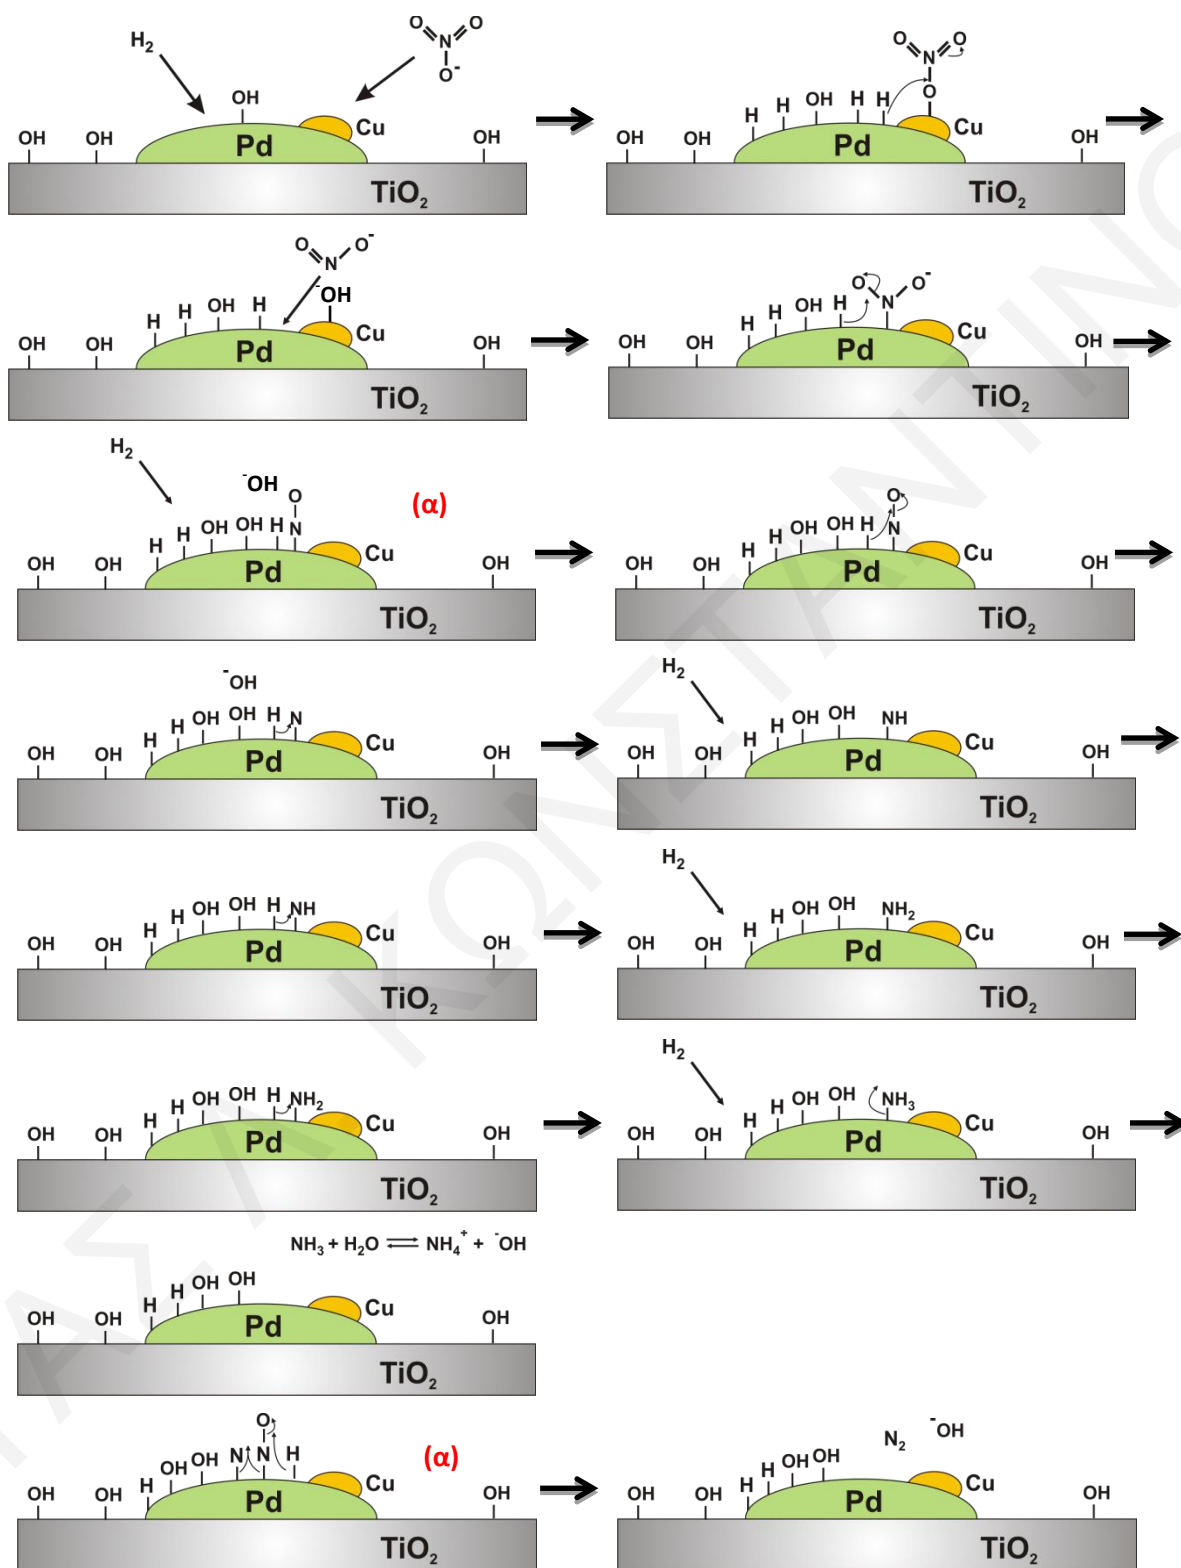 H₂
O O
N
O⁻
OH
OH OH Cu OH
Pd
TiO₂
O O
N
H H OH H H O
OH OH Cu OH
Pd
TiO₂
O O⁻
N
H H OH H ⁻OH
OH OH Cu OH
Pd
TiO₂
O O⁻
H H OH H N
OH OH Cu OH
Pd
TiO₂
H₂
⁻OH O (α)
H H OH OH H N
OH OH Cu OH
Pd
TiO₂
O
H H OH OH H N
OH OH Cu OH
Pd
TiO₂
⁻OH
H H OH OH H N
OH OH Cu OH
Pd
TiO₂
H₂
H H OH OH NH
OH OH Cu OH
Pd
TiO₂
H H OH OH H NH
OH OH Cu OH
Pd
TiO₂
H₂
H H OH OH NH₂
OH OH Cu OH
Pd
TiO₂
H H OH OH H NH₂
OH OH Cu OH
Pd
TiO₂
H₂
H H OH OH NH₃
OH OH Cu OH
Pd
TiO₂
NH₃ + H₂O ⇌ NH₄⁺ + ⁻OH
H H OH OH
OH OH Cu OH
Pd
TiO₂
O (α)
H OH OH N N H
OH OH Cu OH
Pd
TiO₂
N₂ ⁻OH
H H OH OH
OH OH Cu OH
Pd
TiO₂
ΤΑΣ Λ ΚΩΝΣΤΑΝΤΙΝΟ